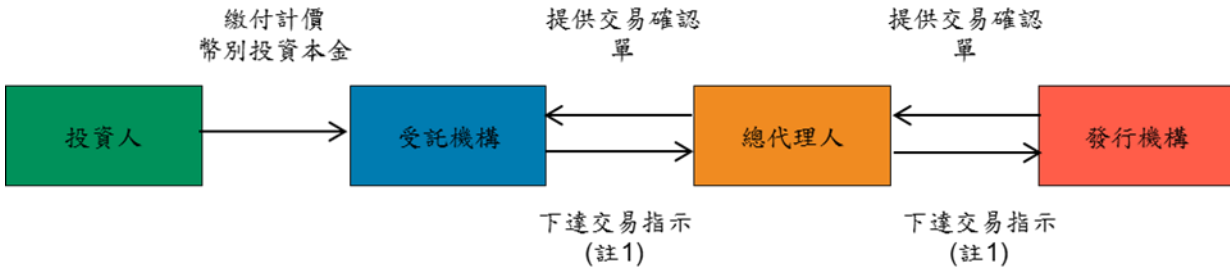 繳付計價
幣別投資本金
提供交易確認
單
提供交易確認
單
投資人
受託機構
總代理人
發行機構
下達交易指示
(註1)
下達交易指示
(註1)